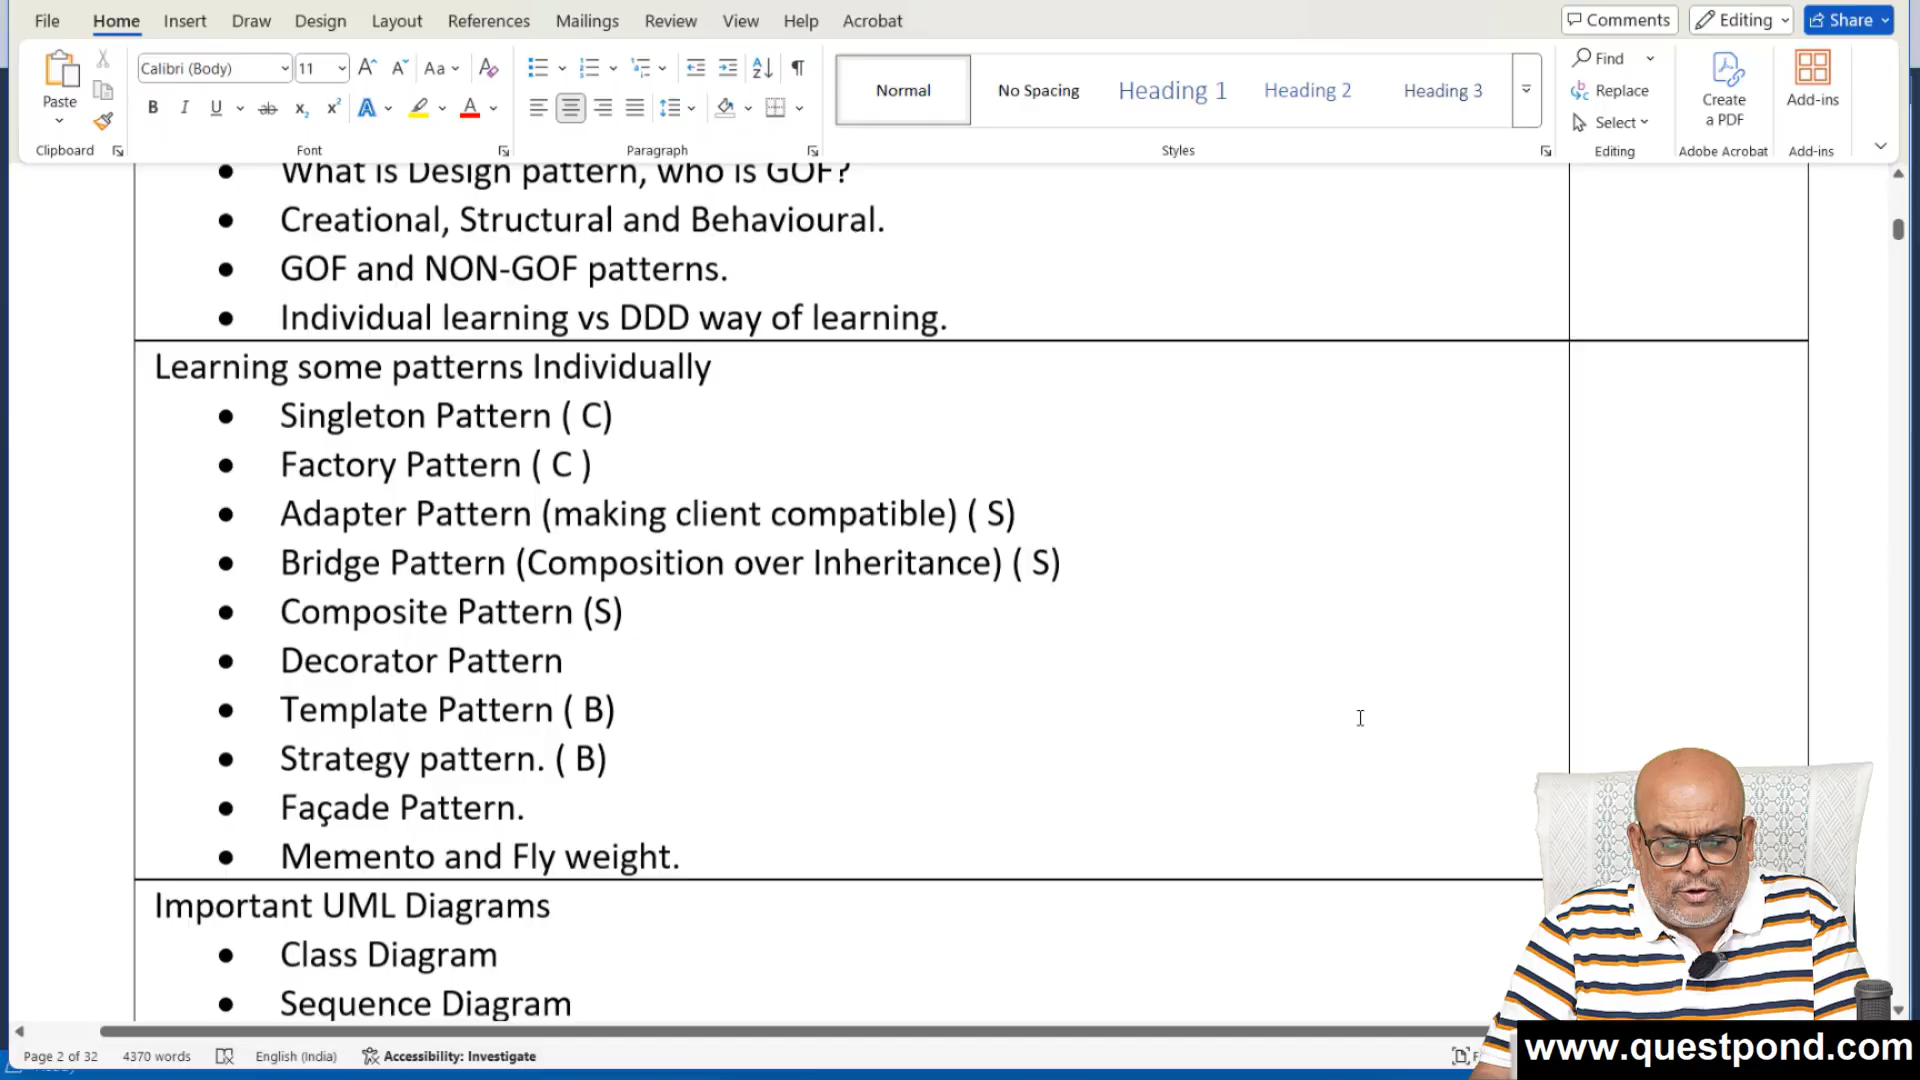 File Home Insert Draw Design Layout References Mailings Review View Help Acrobat Comments Editing Share
Calibri (Body) 11 Aa
Paste
Clipboard Font Paragraph
Normal No Spacing Heading 1 Heading 2 Heading 3
Styles
Find
Replace
Select
Editing
Create a PDF
Adobe Acrobat
Add-ins
Add-ins
What is Design pattern, who is GOF?
Creational, Structural and Behavioural.
GOF and NON-GOF patterns.
Individual learning vs DDD way of learning.
Learning some patterns Individually
Singleton Pattern ( C)
Factory Pattern ( C )
Adapter Pattern (making client compatible) ( S)
Bridge Pattern (Composition over Inheritance) ( S)
Composite Pattern (S)
Decorator Pattern
Template Pattern ( B)
Strategy pattern. ( B)
Façade Pattern.
Memento and Fly weight.
Important UML Diagrams
Class Diagram
Sequence Diagram
Page 2 of 32 4370 words English (India) Accessibility: Investigate
www.questpond.com